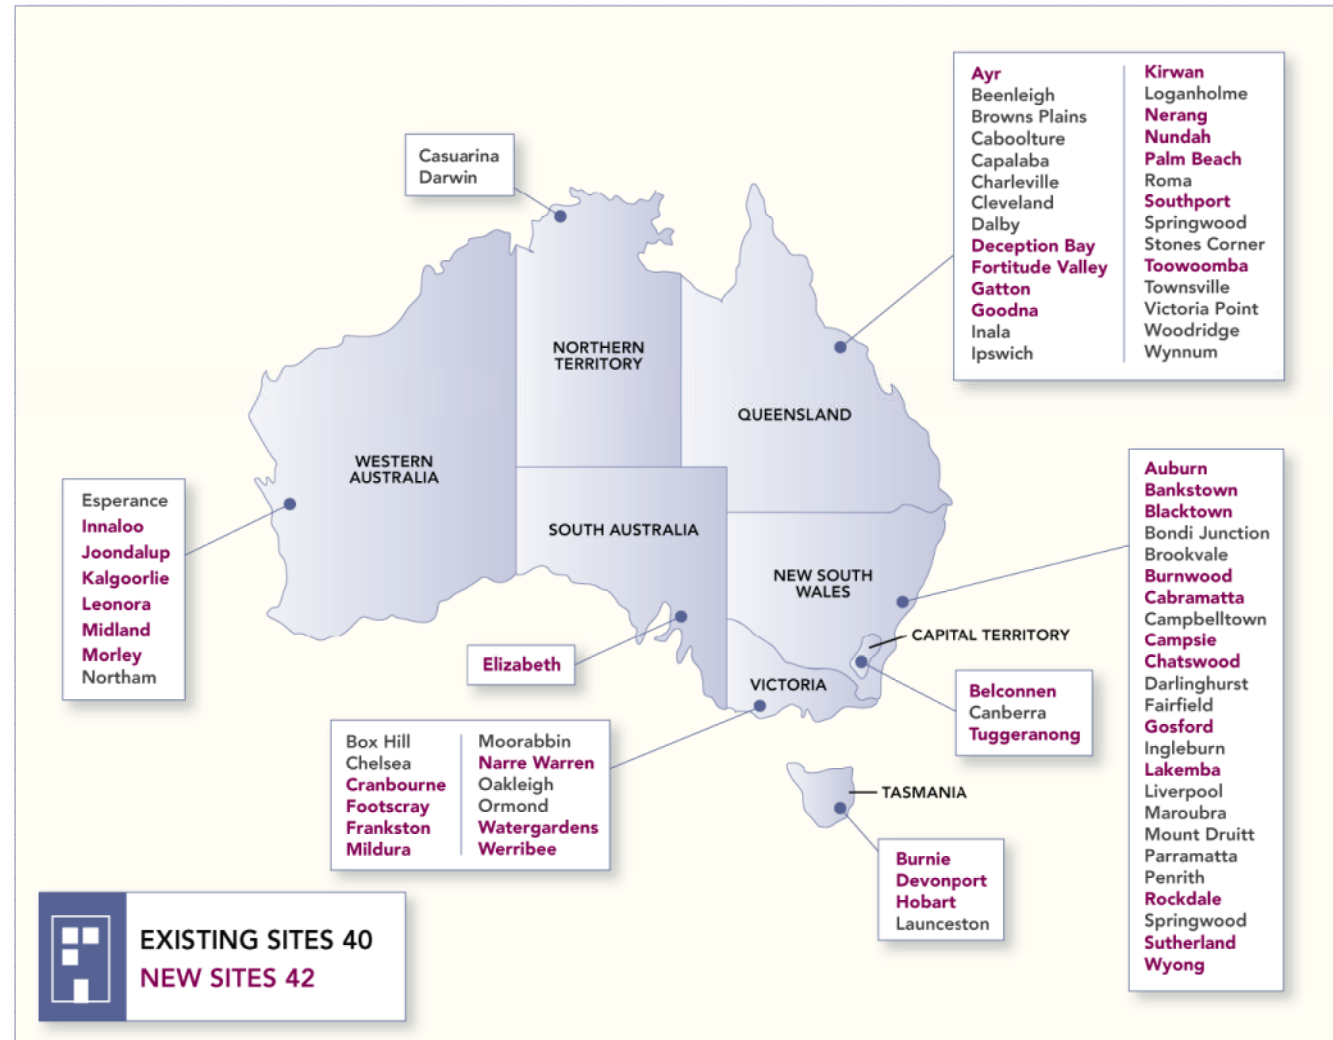 Casuarina
Darwin
Ayr
Beenleigh
Browns Plains
Caboolture
Capalaba
Charleville
Cleveland
Dalby
Deception Bay
Fortitude Valley
Gatton
Goodna
Inala
Ipswich
Kirwan
Loganholme
Nerang
Nundah
Palm Beach
Roma
Southport
Springwood
Stones Corner
Toowoomba
Townsville
Victoria Point
Woodridge
Wynnum
NORTHERN
TERRITORY
QUEENSLAND
WESTERN
AUSTRALIA
SOUTH AUSTRALIA
NEW SOUTH
WALES
CAPITAL TERRITORY
VICTORIA
TASMANIA
Esperance
Innaloo
Joondalup
Kalgoorlie
Leonora
Midland
Morley
Northam
Elizabeth
Auburn
Bankstown
Blacktown
Bondi Junction
Brookvale
Burnwood
Cabramatta
Campbelltown
Campsie
Chatswood
Darlinghurst
Fairfield
Gosford
Ingleburn
Lakemba
Liverpool
Maroubra
Mount Druitt
Parramatta
Penrith
Rockdale
Springwood
Sutherland
Wyong
Belconnen
Canberra
Tuggeranong
Box Hill
Chelsea
Cranbourne
Footscray
Frankston
Mildura
Moorabbin
Narre Warren
Oakleigh
Ormond
Watergardens
Werribee
Burnie
Devonport
Hobart
Launceston
EXISTING SITES 40
NEW SITES 42